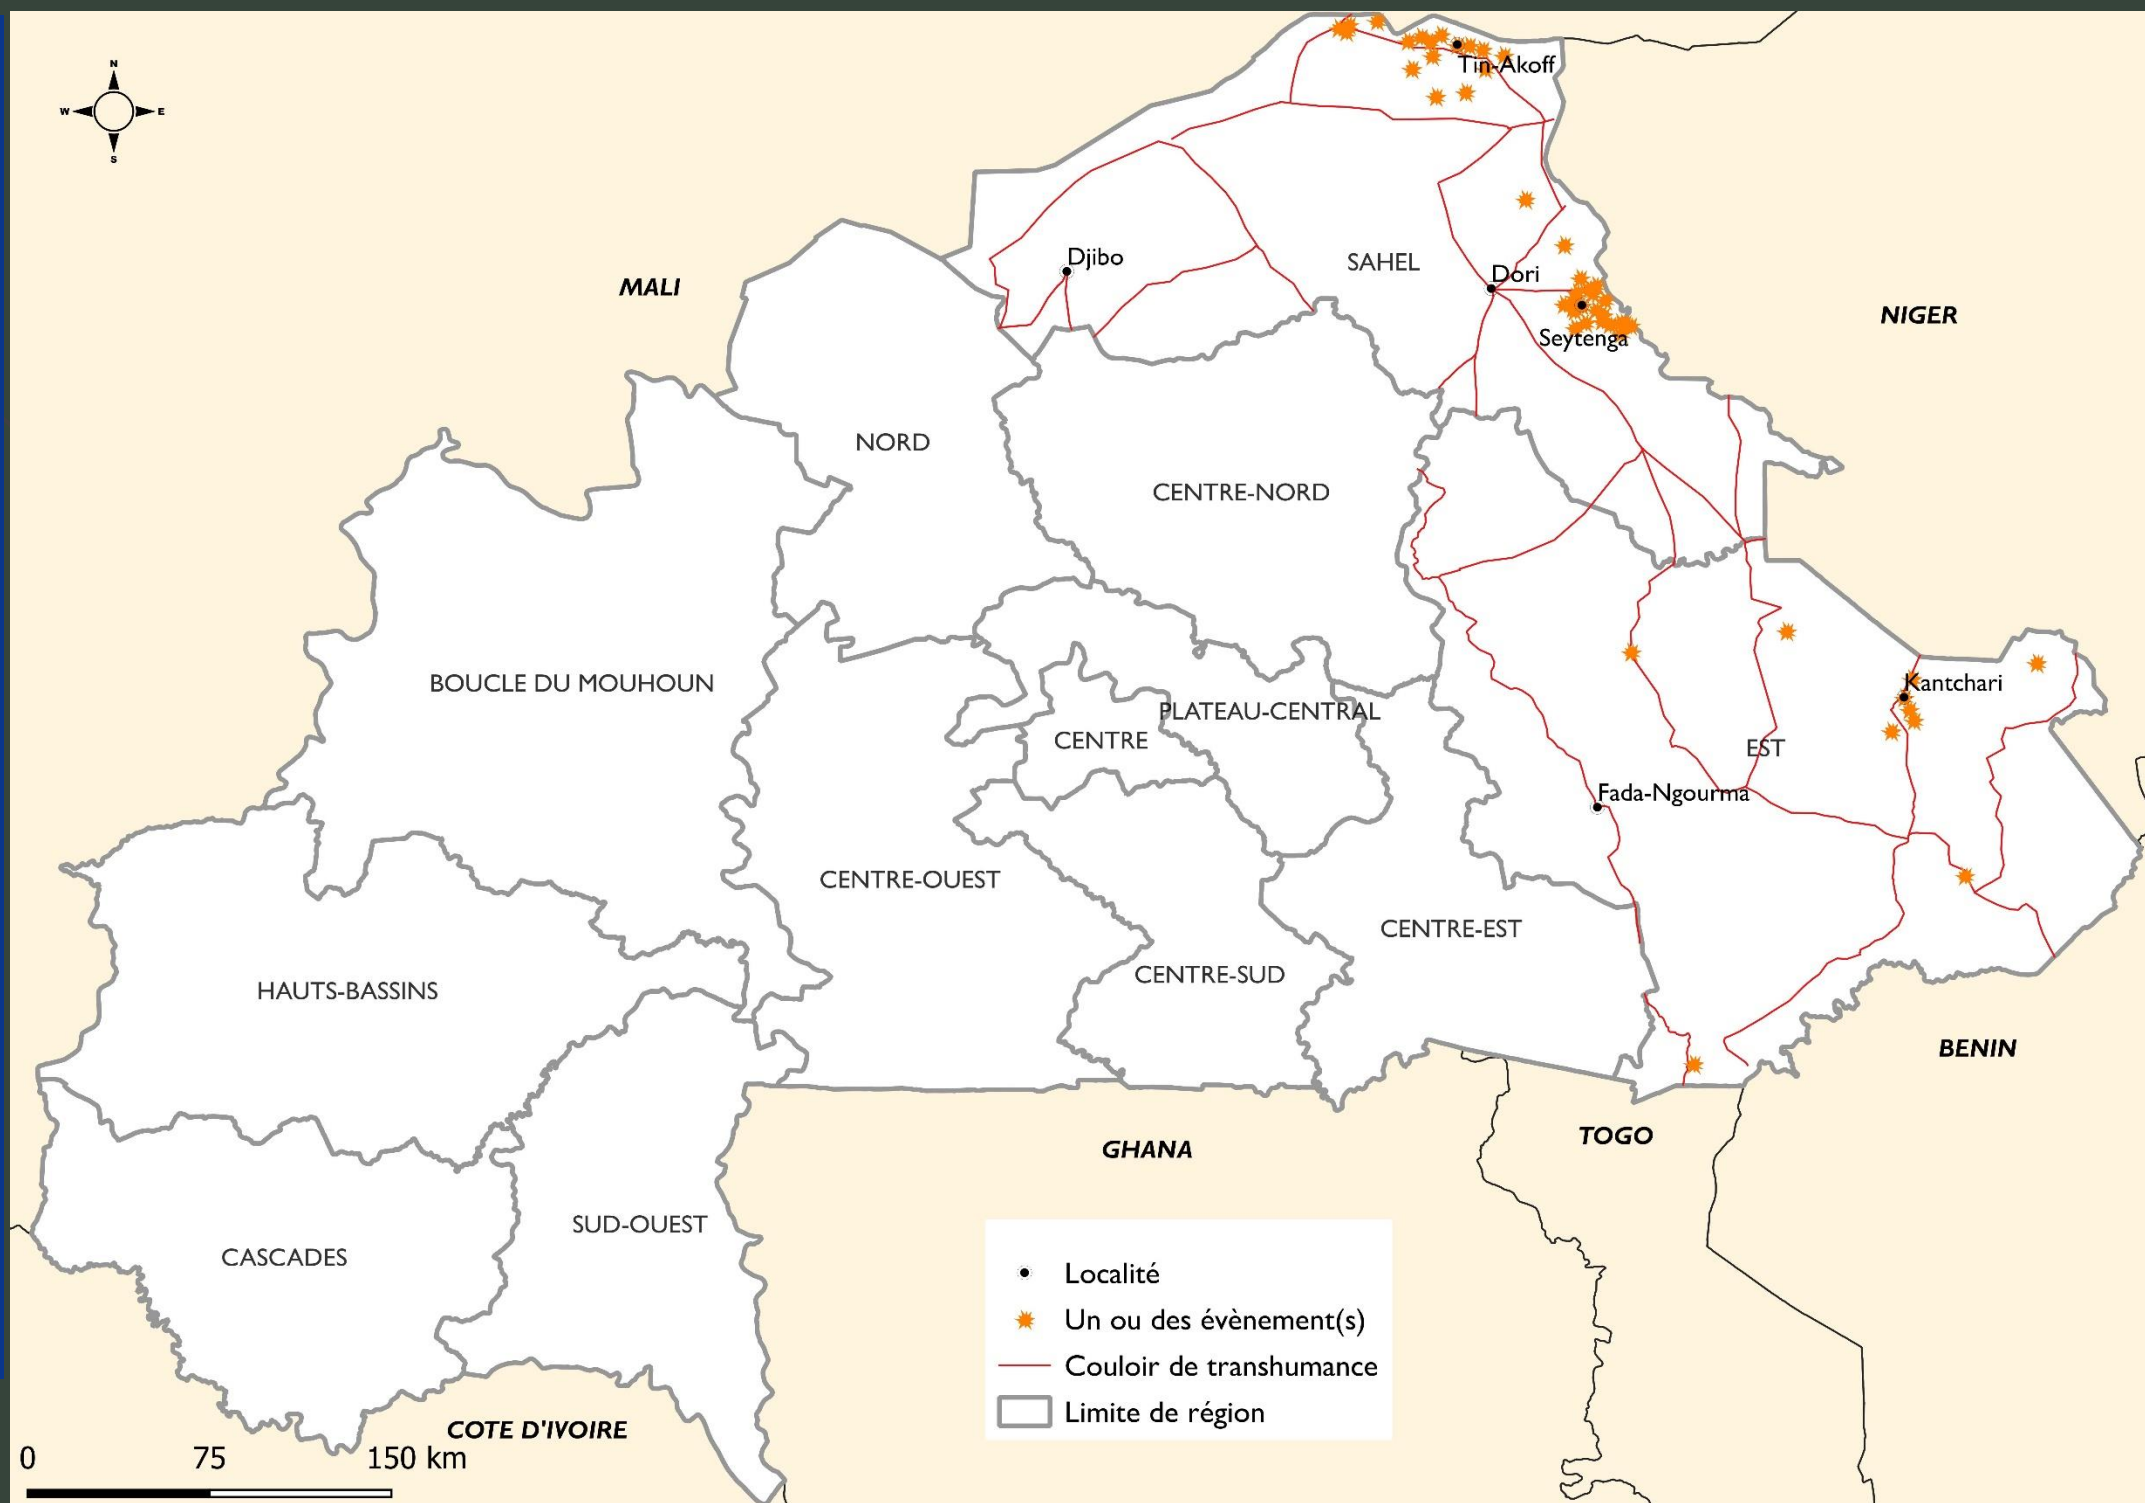 N
W E
S
Tin-Akoff
MALI
Djibo
SAHEL
Dori
NIGER
Seytenga
NORD
CENTRE-NORD
BOUCLE DU MOUHOUN
PLATEAU-CENTRAL
CENTRE
Kantchari
EST
Fada-Ngourma
CENTRE-OUEST
CENTRE-EST
HAUTS-BASSINS
CENTRE-SUD
BENIN
GHANA
TOGO
SUD-OUEST
CASCADES
Localité
Un ou des évènement(s)
Couloir de transhumance
Limite de région
COTE D'IVOIRE
0 75 150 km